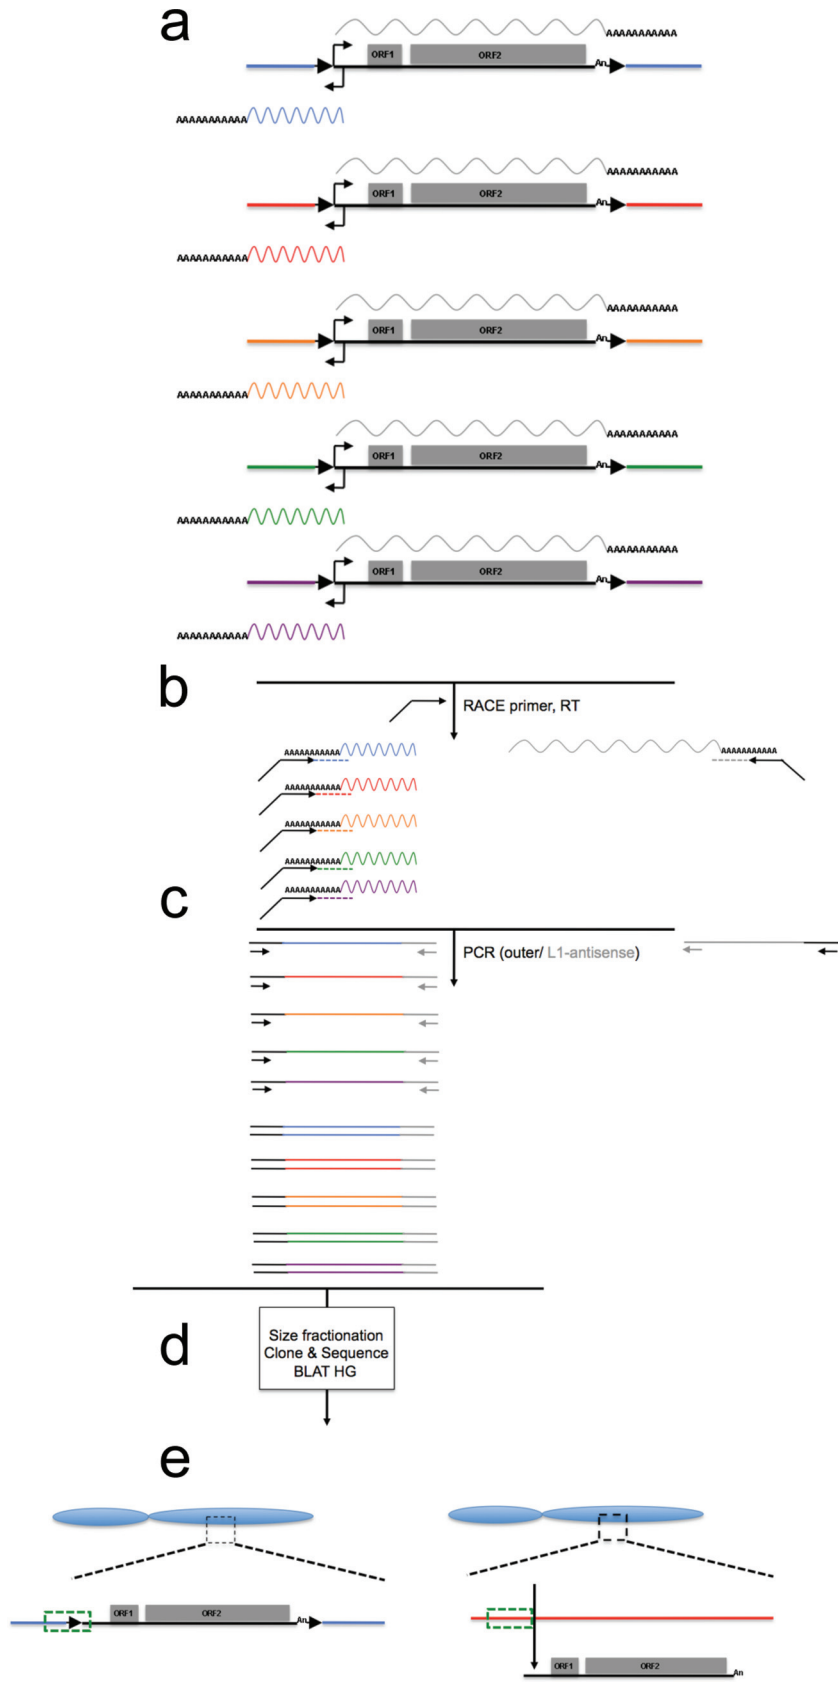 a
AAAAAAAAAAA
ORF1 ORF2
An
AAAAAAAAAAA
AAAAAAAAAAA
ORF1 ORF2
An
AAAAAAAAAAA
AAAAAAAAAAA
ORF1 ORF2
An
AAAAAAAAAAA
AAAAAAAAAAA
ORF1 ORF2
An
AAAAAAAAAAA
AAAAAAAAAAA
ORF1 ORF2
An
AAAAAAAAAAA
b
RACE primer, RT
AAAAAAAAAAA AAAAAAAAAAA
AAAAAAAAAAA
AAAAAAAAAAA
AAAAAAAAAAA
AAAAAAAAAAA
c
PCR (outer/ L1-antisense)
d
Size fractionation
Clone & Sequence
BLAT HG
e
ORF1 ORF2
An
ORF1 ORF2
An